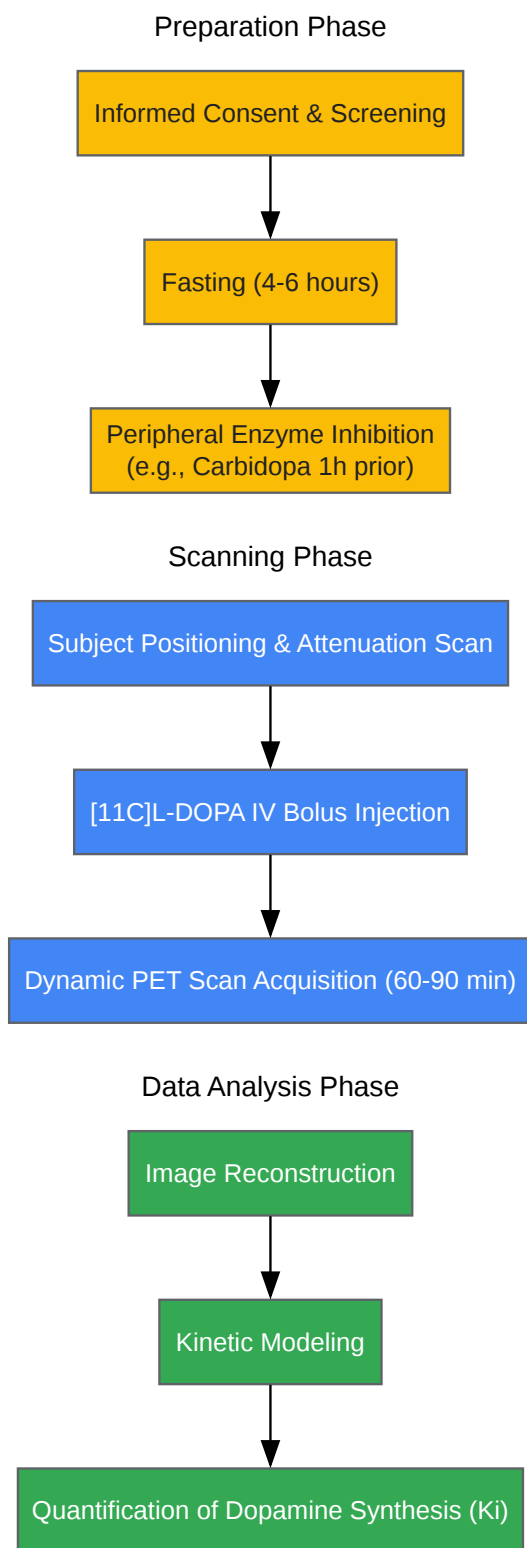 Preparation Phase
Informed Consent & Screening
Fasting (4-6 hours)
Peripheral Enzyme Inhibition
(e.g., Carbidopa 1h prior)
Scanning Phase
Subject Positioning & Attenuation Scan
[11C]L-DOPA IV Bolus Injection
Dynamic PET Scan Acquisition (60-90 min)
Data Analysis Phase
Image Reconstruction
Kinetic Modeling
Quantification of Dopamine Synthesis (Ki)